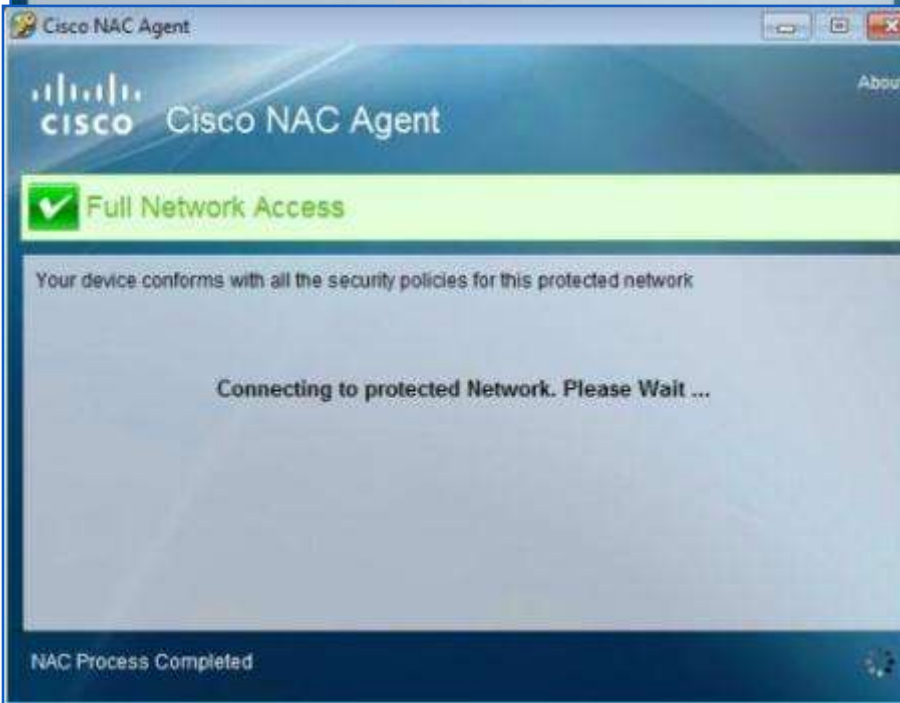 Cisco NAC Agent
About
CISCO Cisco NAC Agent
Full Network Access
Your device conforms with all the security policies for this protected network
Connecting to protected Network. Please Wait ...
NAC Process Completed